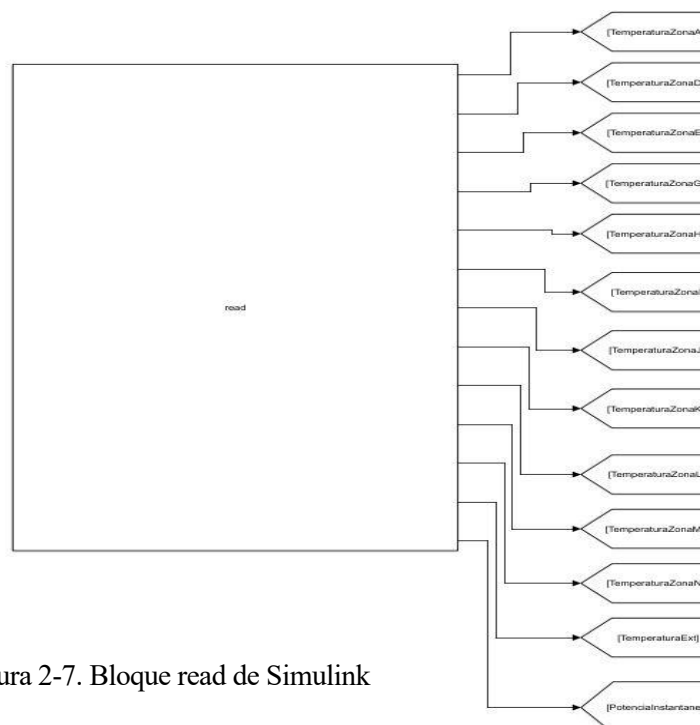 [TemperaturaZonaA
[TemperaturaZonaD
[TemperaturaZonaE
[TemperaturaZonaG
[TemperaturaZonaH
read
[TemperaturaZonaI
[TemperaturaZonaJ
[TemperaturaZonaK
[TemperaturaZonaL
[TemperaturaZonaM
[TemperaturaZonaN
[TemperaturaExt]
ura 2-7. Bloque read de Simulink
[PotenciaInstantane